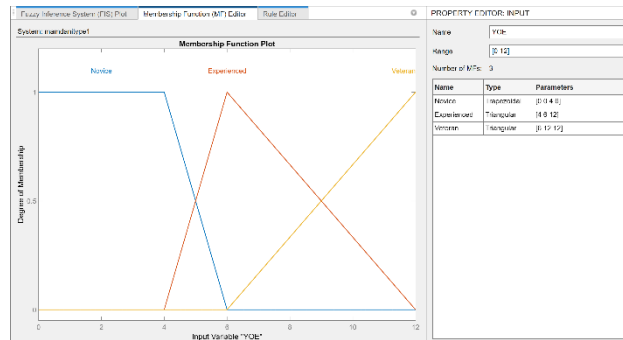 Fuzzy Inference System (FIS) Plot
Membership Function (MF) Editor
Rule Editor
System: mamdanitype1
Membership Function Plot
Novice
Experienced
Veteran
1
0.5
0
Degree of Membership
0 2 4 6 8 10 12
Input Variable "YOE"
PROPERTY EDITOR: INPUT
Name YOE
Range [0 12]
Number of MFs: 3
Name Type Parameters
Novice Trapezoidal [0 0 4 6]
Experienced Triangular [4 6 12]
Veteran Triangular [6 12 12]